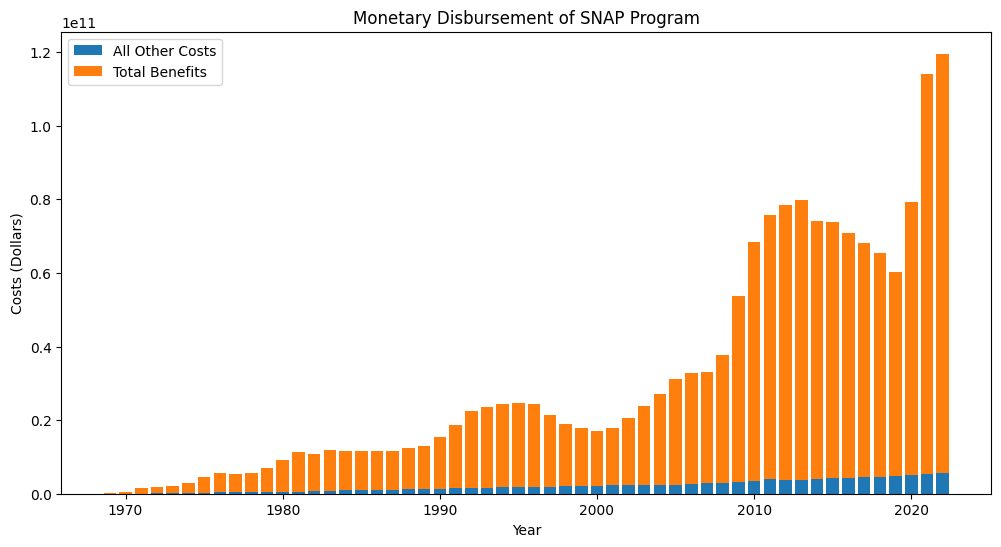 Monetary Disbursement of SNAP Program
1e11
All Other Costs
Total Benefits
1.2
1.0
0.8
0.6
0.4
0.2
0.0
Costs (Dollars)
1970 1980 1990 2000 2010 2020
Year